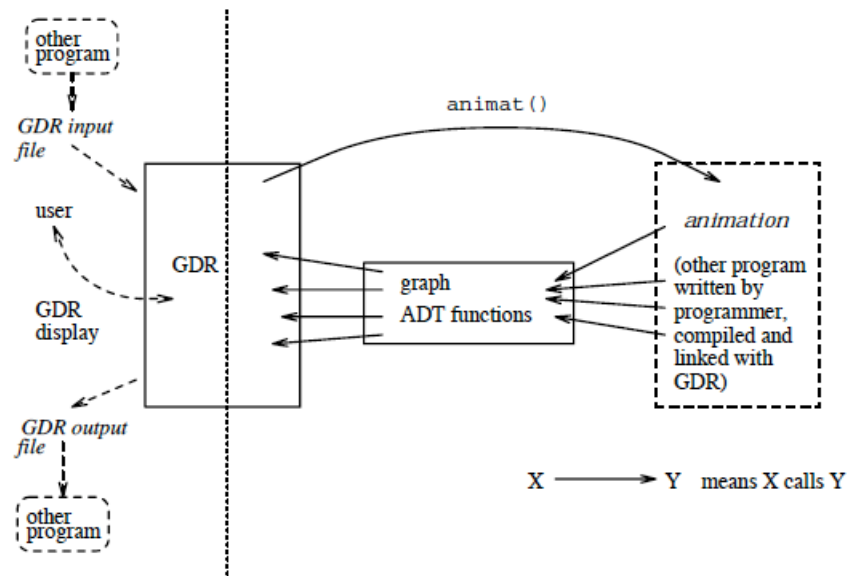 other
program
GDR input
file
user
GDR
display
GDR output
file
other
program
GDR
animat()
graph
ADT functions
animation
(other program
written by
programmer,
compiled and
linked with
GDR)
X Y means X calls Y